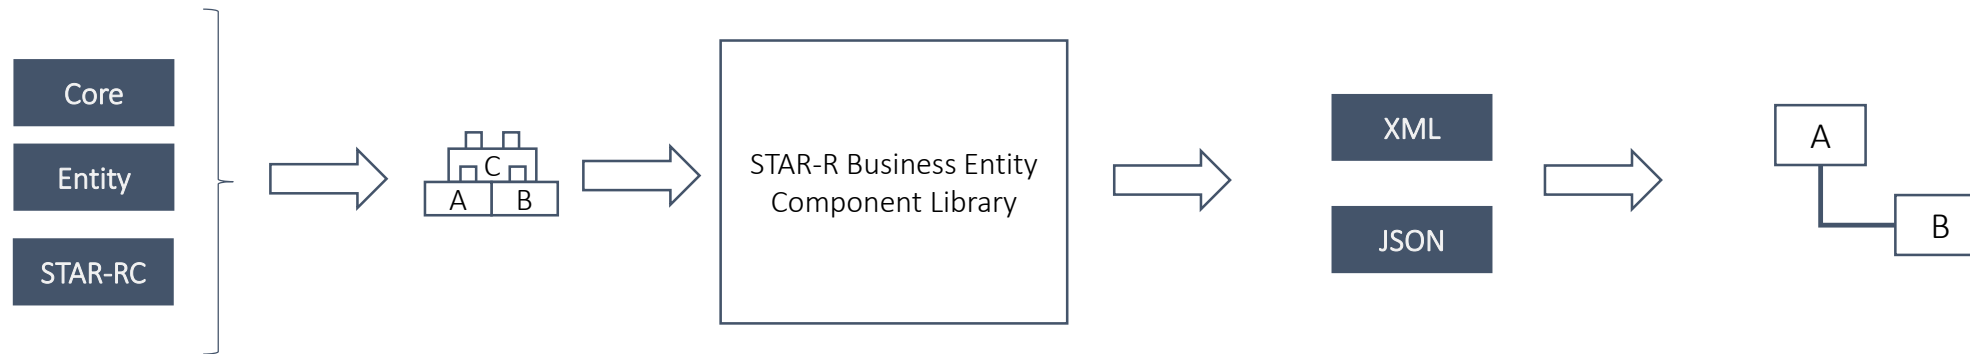 Core
Entity
STAR-RC
C
A
B
STAR-R Business Entity
Component Library
XML
JSON
A
B